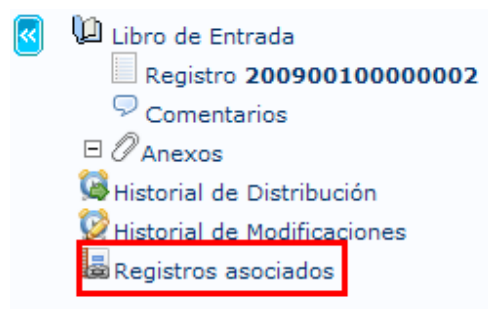 Libro de Entrada
Registro 200900100000002
Comentarios
Anexos
Historial de Distribución
Historial de Modificaciones
Registros asociados